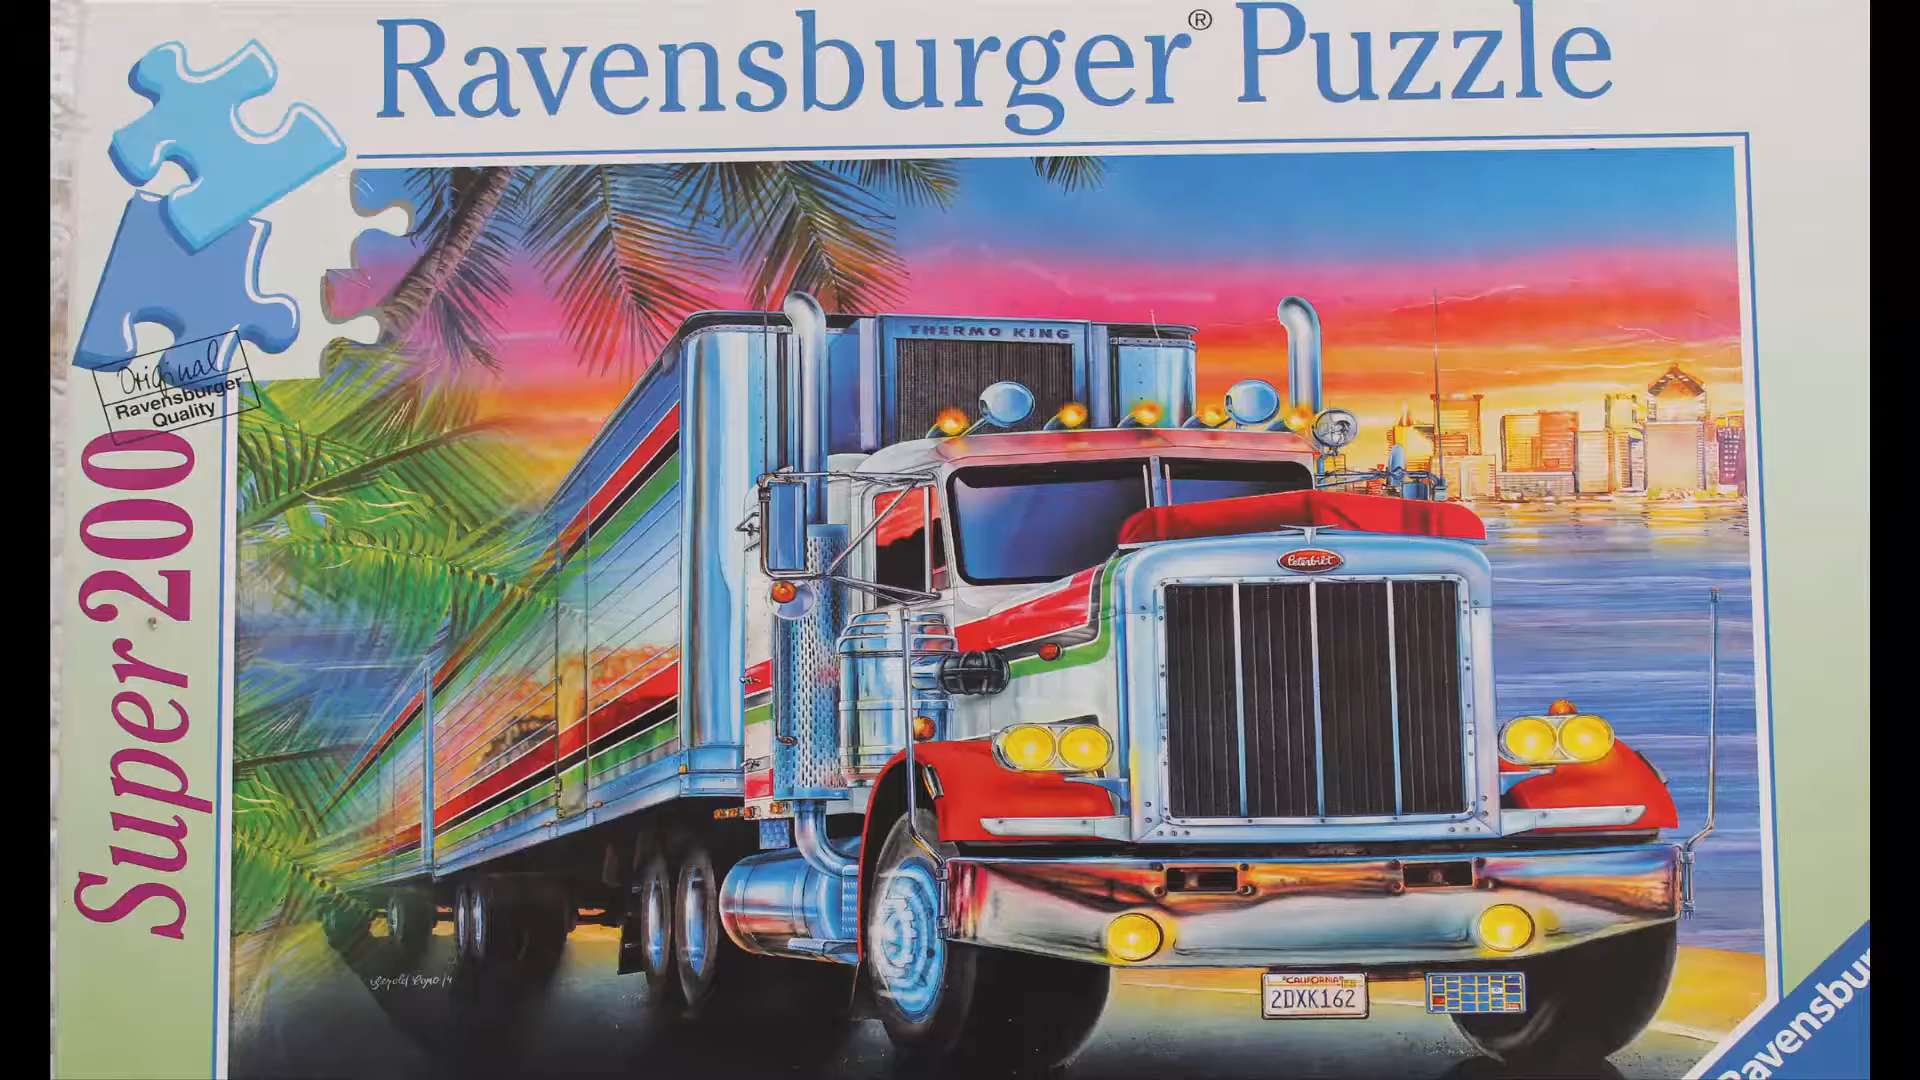 Ravensburger® Puzzle
Original
Ravensburger
Quality
Super 200
THERMO KING
Peterbilt
CALIFORNIA
2DXK162
Ravensbu